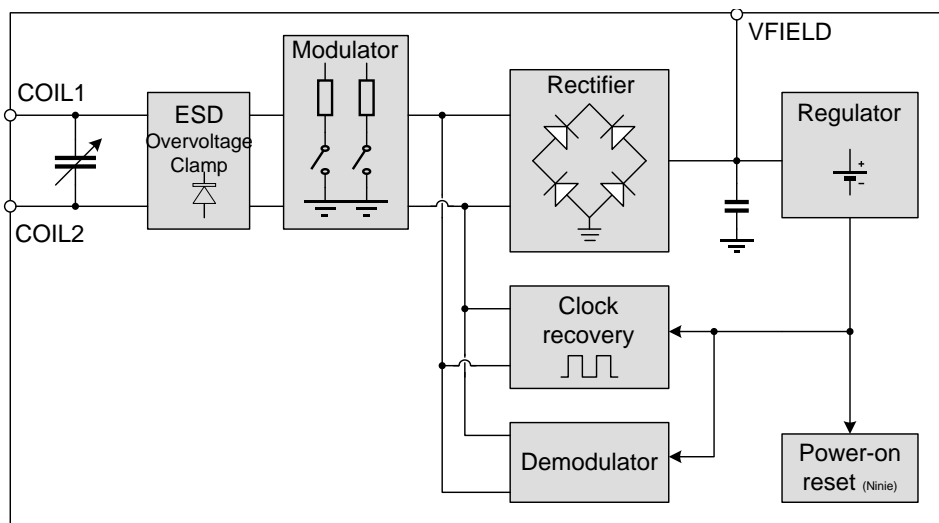 VFIELD
Modulator
COIL1
ESD
Overvoltage
Clamp
Rectifier
Regulator
+
−
COIL2
Clock
recovery
Demodulator
Power-on
reset (Ninie)